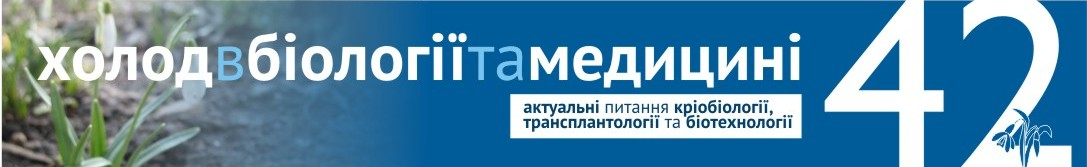 холодвбіологіїтамедицині
42
актуальні питання кріобіології,
трансплантології та біотехнології